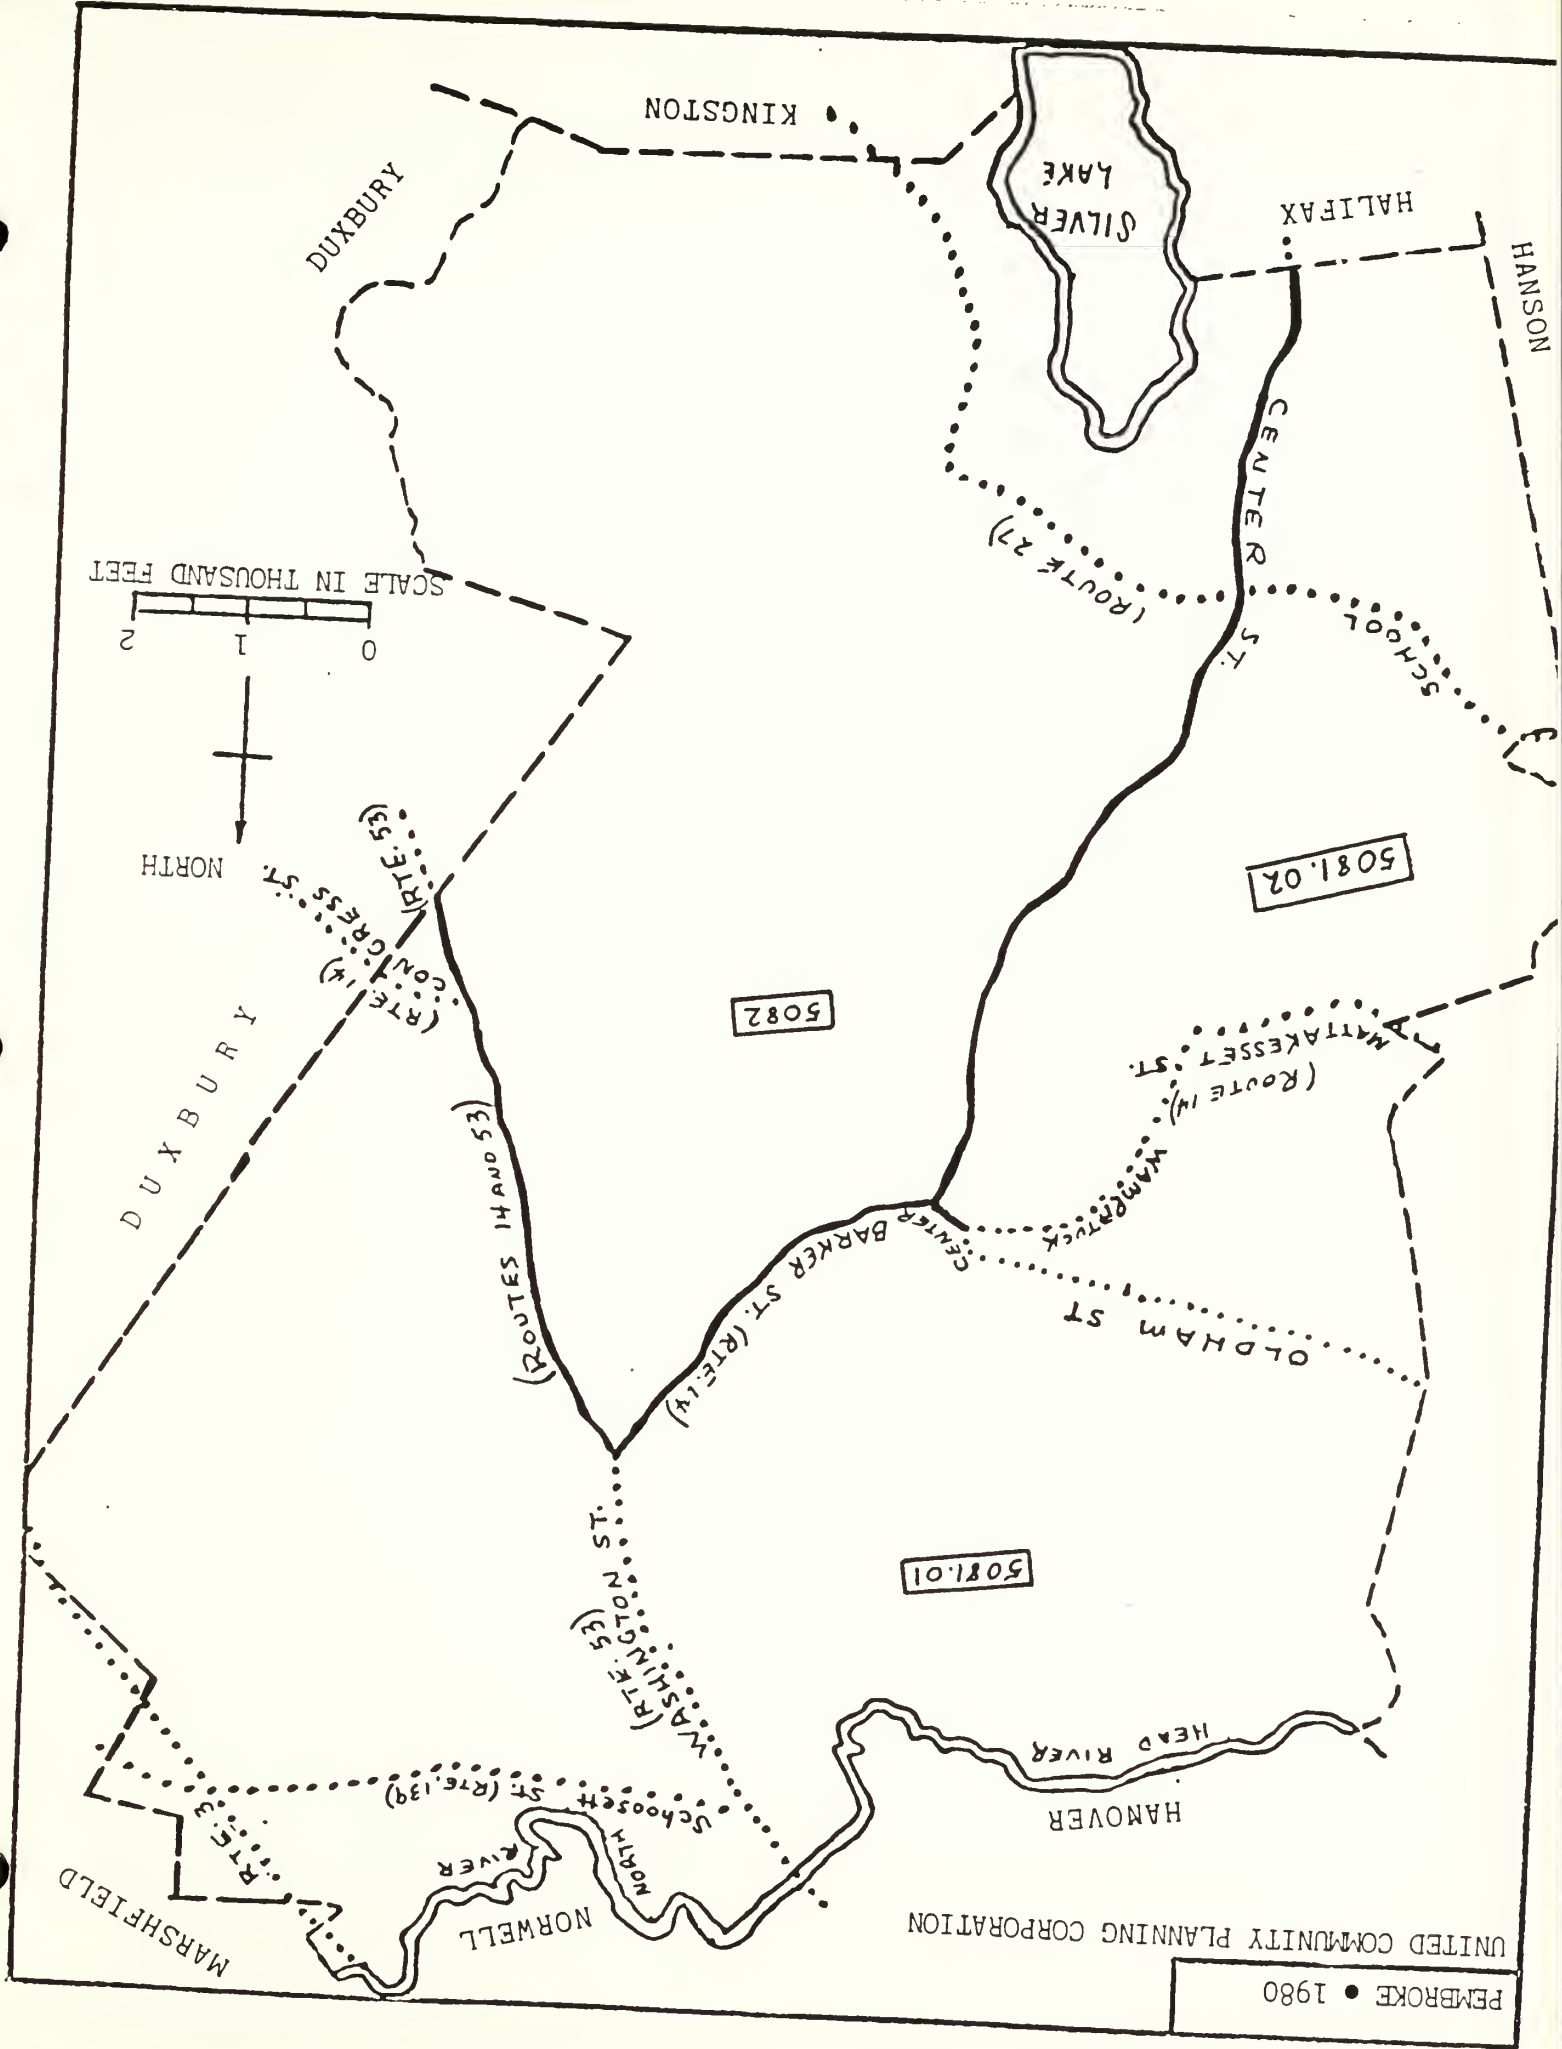 PEMBROKE • 1980
UNITED COMMUNITY PLANNING CORPORATION
MARSHFIELD
NORWELL
NORTH
RIVER
HANOVER
HEAD RIVER
RTE. 3
Schoosett ST. (RTE. 139)
WASHINGTON ST.
(RTE. 53)
5081.01
OLDHAM ST
(ROUTES 14 AND 53)
BARKER ST. (RTE. 14)
CENTER
WAMPATUCK
(ROUTE 14)
MATTAKESSET ST.
DUXBURY
5082
(RTE. 14)
CONGRESS ST.
(RTE. 53)
5081.02
NORTH
0 1 2
SCALE IN THOUSAND FEET
SCHOOL
(ROUTE 27)
CENTER ST.
HANSON
HALIFAX
SILVER
LAKE
DUXBURY
KINGSTON